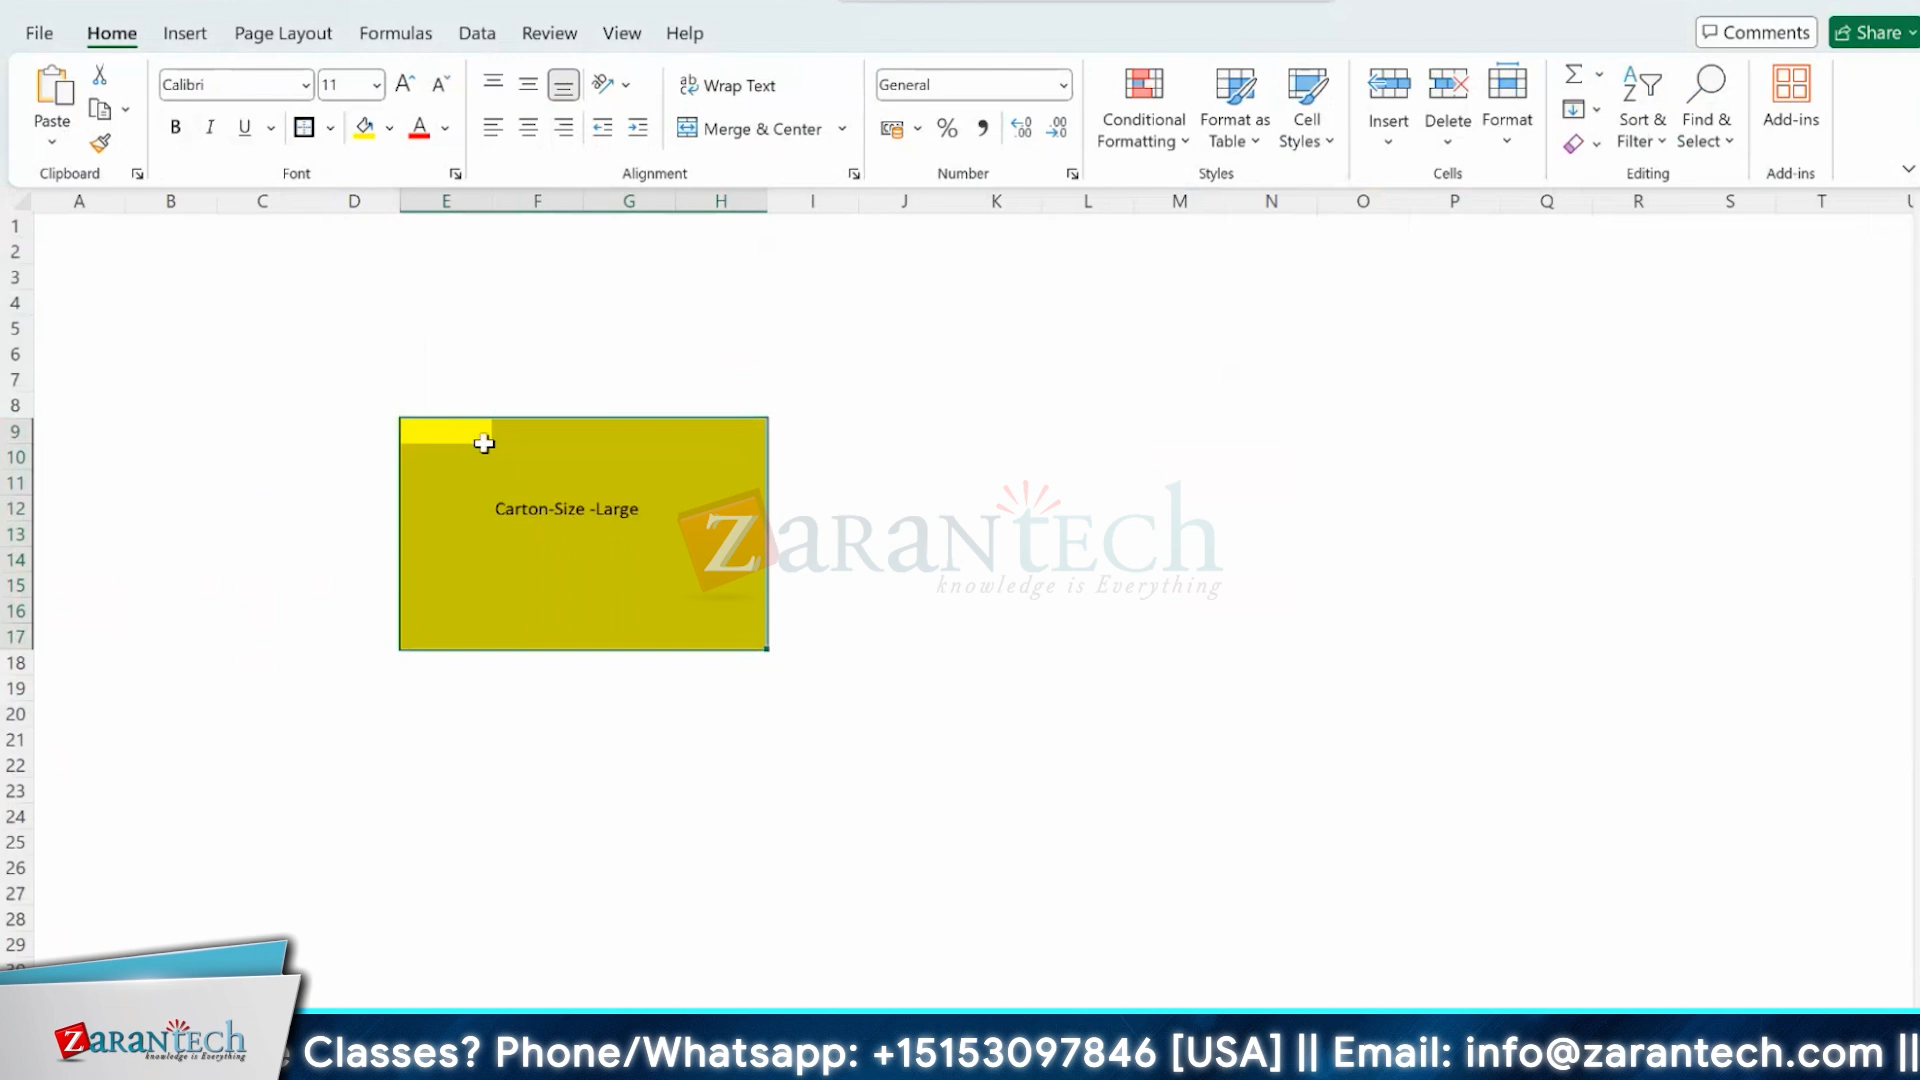 File Home Insert Page Layout Formulas Data Review View Help Comments Share
Calibri 11 A A Wrap Text General
Paste B I U A Merge & Center % Conditional Formatting Format as Table Cell Styles Insert Delete Format Sort & Filter Find & Select Add-ins
Clipboard Font Alignment Number Styles Cells Editing Add-ins
A B C D E F G H I J K L M N O P Q R S T
1
2
3
4
5
6
7
8
9
10
11
12 Carton-Size -Large
13
14
15
16
17
18
19
20
21
22
23
24
25
26
27
28
29
ZaranTech
knowledge is Everything
ZaranTech
knowledge is Everything
Classes? Phone/Whatsapp: +15153097846 [USA] || Email: info@zarantech.com ||